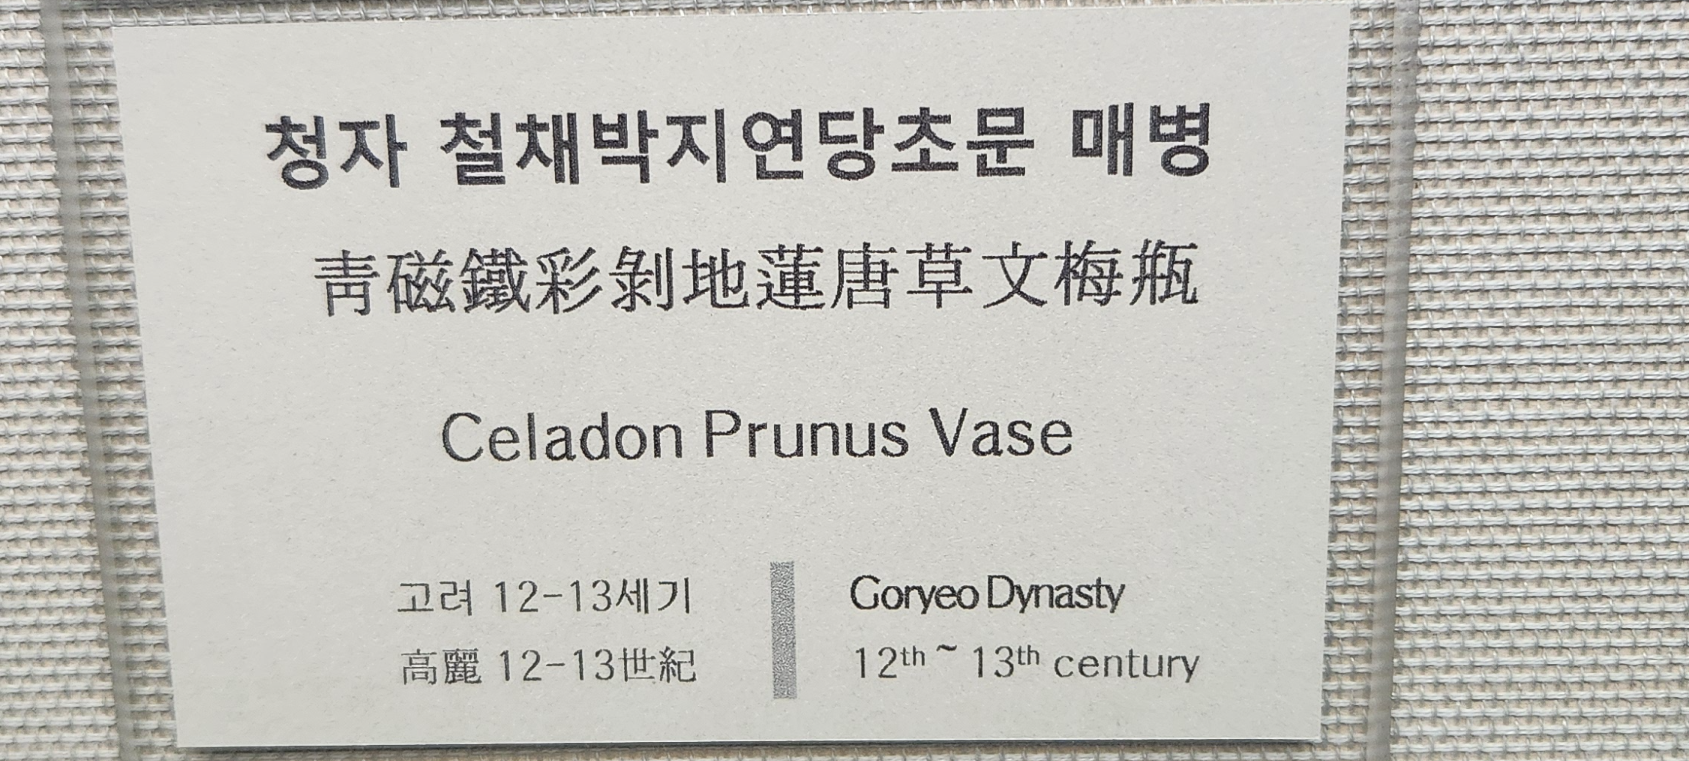 청자 철채박지연당초문 매병
靑磁鐵彩剝地蓮唐草文梅甁
Celadon Prunus Vase
고려 12-13세기
高麗 12-13世紀
Goryeo Dynasty
12th ~ 13th century